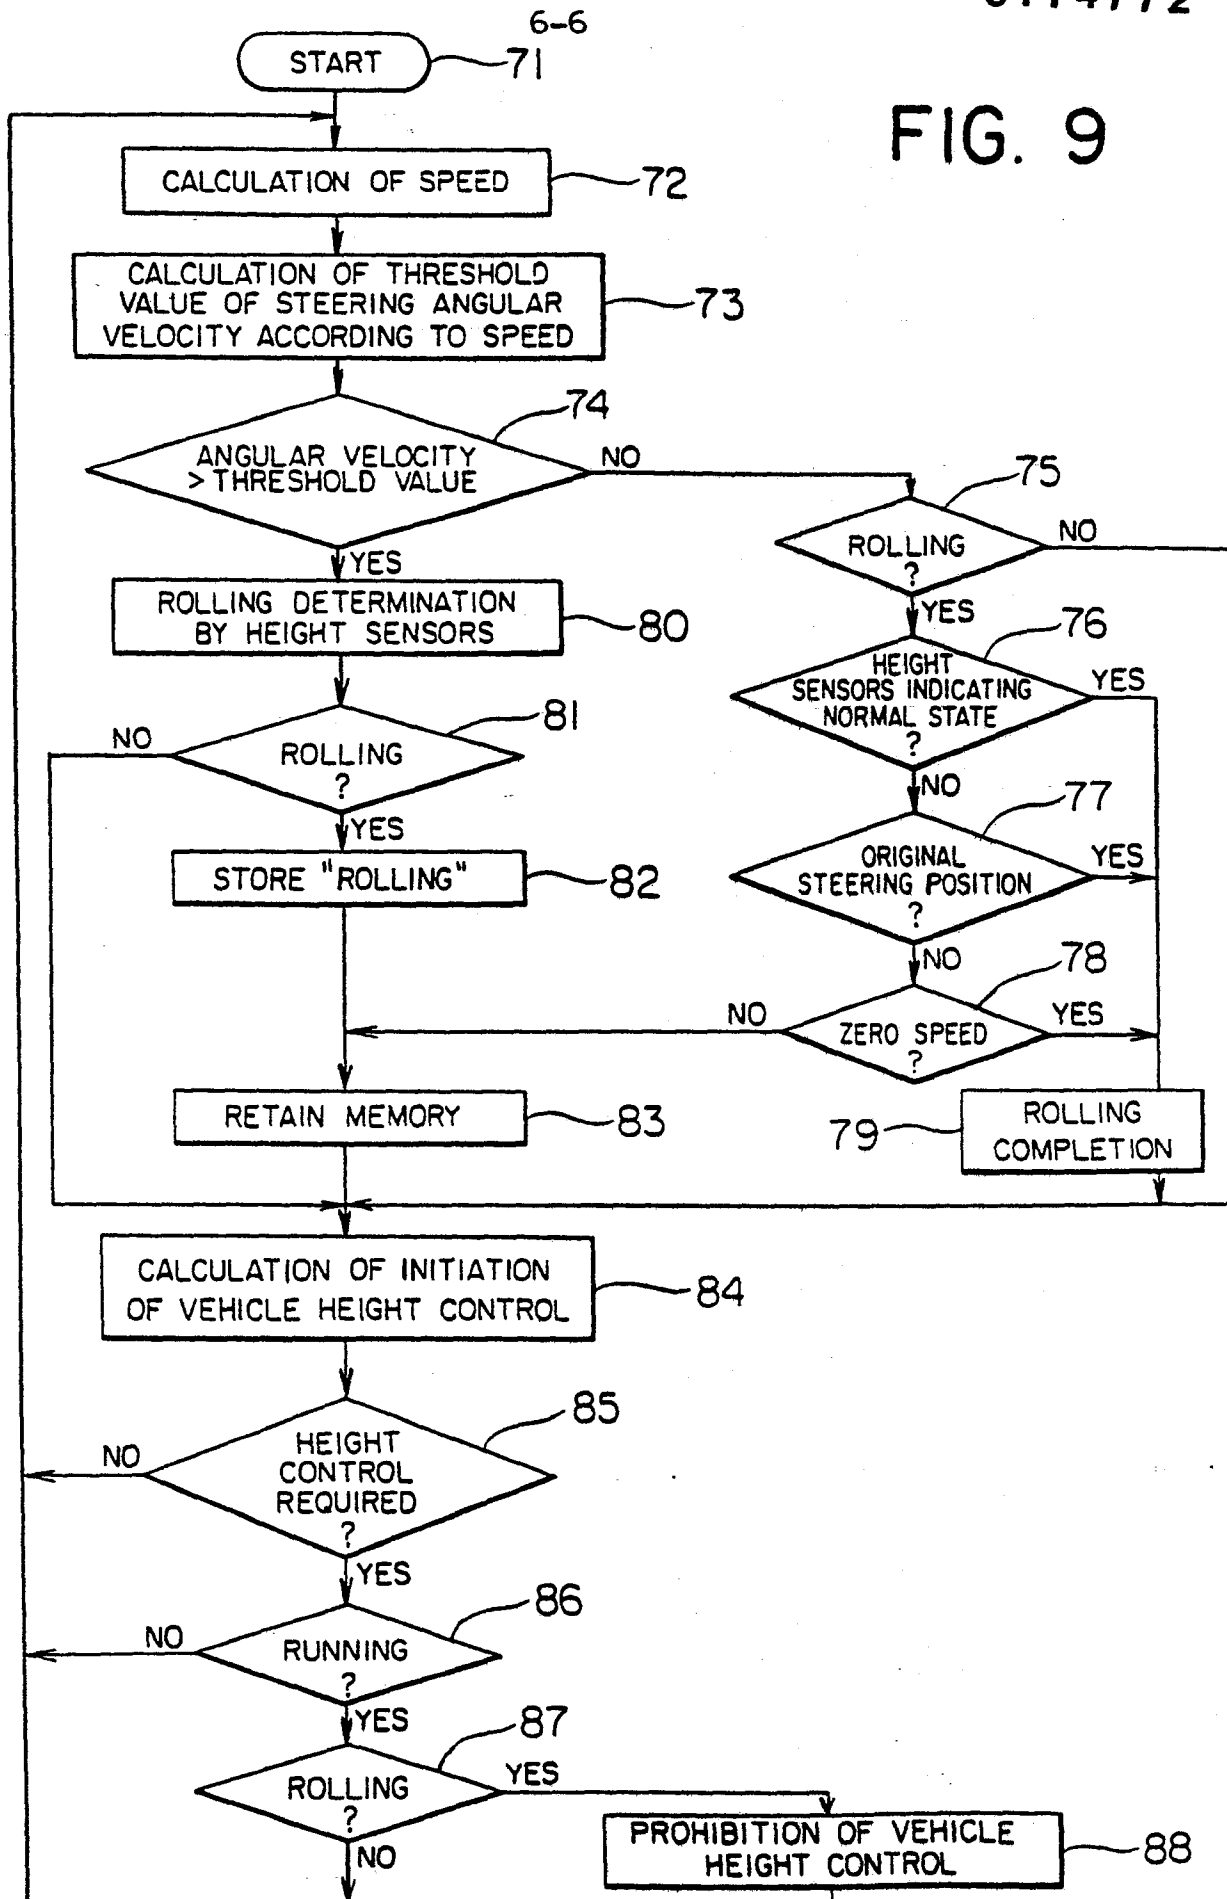 6-6
START
71
FIG. 9
CALCULATION OF SPEED
72
CALCULATION OF THRESHOLD
VALUE OF STEERING ANGULAR
VELOCITY ACCORDING TO SPEED
73
74
ANGULAR VELOCITY
> THRESHOLD VALUE
NO
YES
75
ROLLING
?
NO
YES
ROLLING DETERMINATION
BY HEIGHT SENSORS
80
76
HEIGHT
SENSORS INDICATING
NORMAL STATE
?
YES
NO
81
ROLLING
?
NO
YES
77
ORIGINAL
STEERING POSITION
?
YES
NO
STORE "ROLLING"
82
78
ZERO SPEED
?
NO
YES
RETAIN MEMORY
83
79
ROLLING
COMPLETION
CALCULATION OF INITIATION
OF VEHICLE HEIGHT CONTROL
84
85
HEIGHT
CONTROL
REQUIRED
?
NO
YES
86
RUNNING
?
NO
YES
87
ROLLING
?
YES
NO
PROHIBITION OF VEHICLE
HEIGHT CONTROL
88